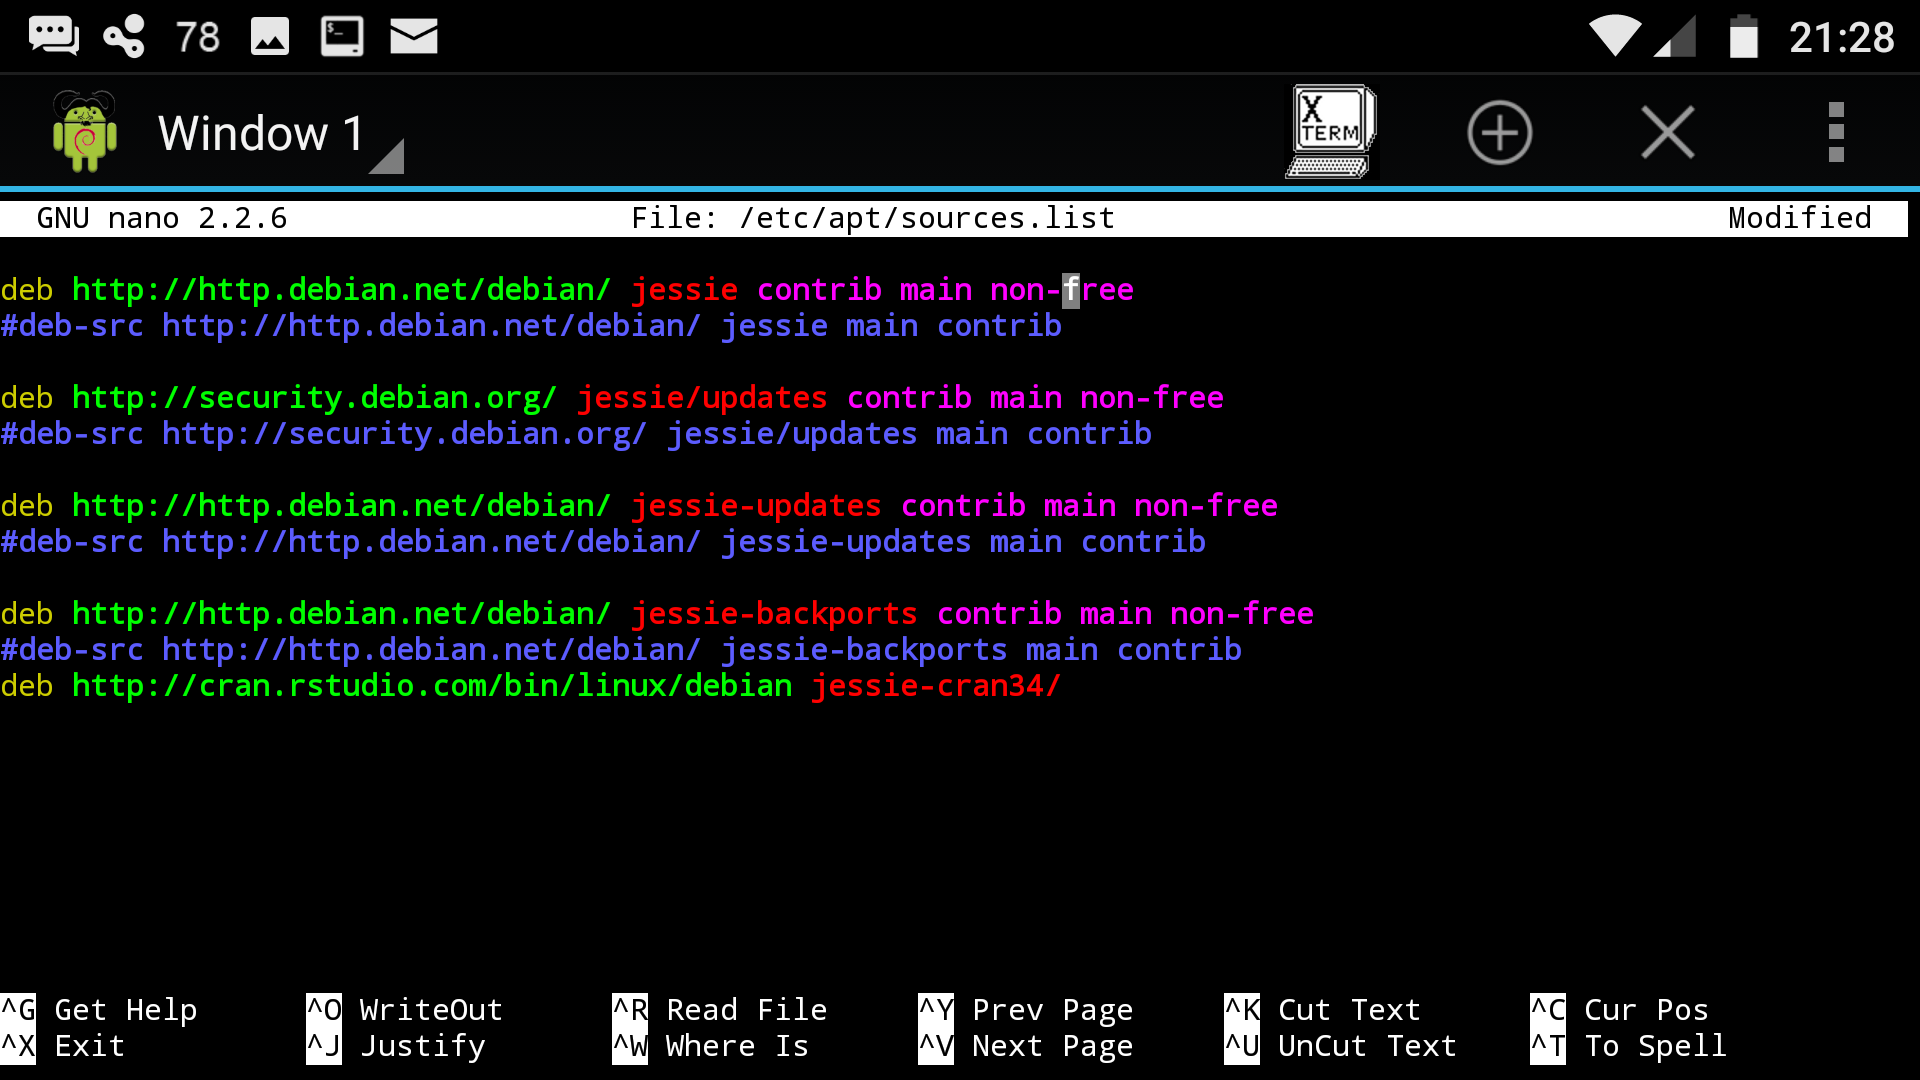 78 21:28
Window 1 X TERM
GNU nano 2.2.6 File: /etc/apt/sources.list Modified
deb http://http.debian.net/debian/ jessie contrib main non-free
#deb-src http://http.debian.net/debian/ jessie main contrib
deb http://security.debian.org/ jessie/updates contrib main non-free
#deb-src http://security.debian.org/ jessie/updates main contrib
deb http://http.debian.net/debian/ jessie-updates contrib main non-free
#deb-src http://http.debian.net/debian/ jessie-updates main contrib
deb http://http.debian.net/debian/ jessie-backports contrib main non-free
#deb-src http://http.debian.net/debian/ jessie-backports main contrib
deb http://cran.rstudio.com/bin/linux/debian jessie-cran34/
^G Get Help ^O WriteOut ^R Read File ^Y Prev Page ^K Cut Text ^C Cur Pos
^X Exit ^J Justify ^W Where Is ^V Next Page ^U UnCut Text ^T To Spell